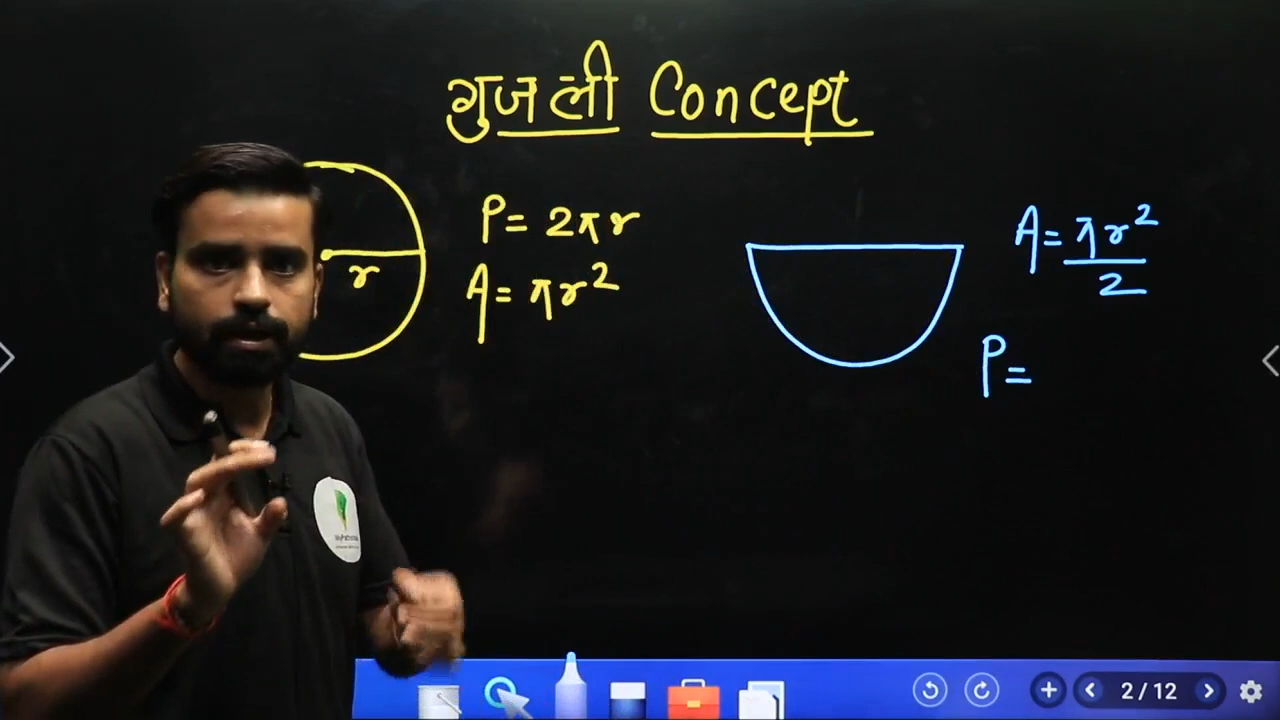 गुजली Concept
r
P = 2πr
A = πr²
A = πr²/2
P =
2 / 12